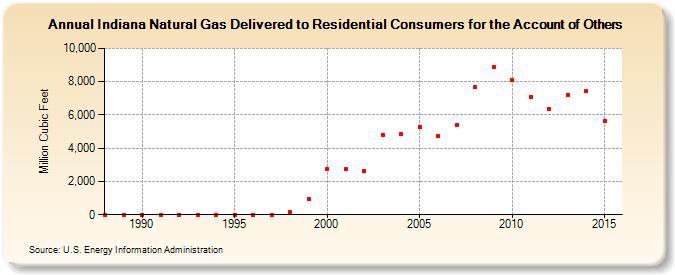 Annual Indiana Natural Gas Delivered to Residential Consumers for the Account of Others
Million Cubic Feet
10,000
8,000
6,000
4,000
2,000
0
1990 1995 2000 2005 2010 2015
Source: U.S. Energy Information Administration